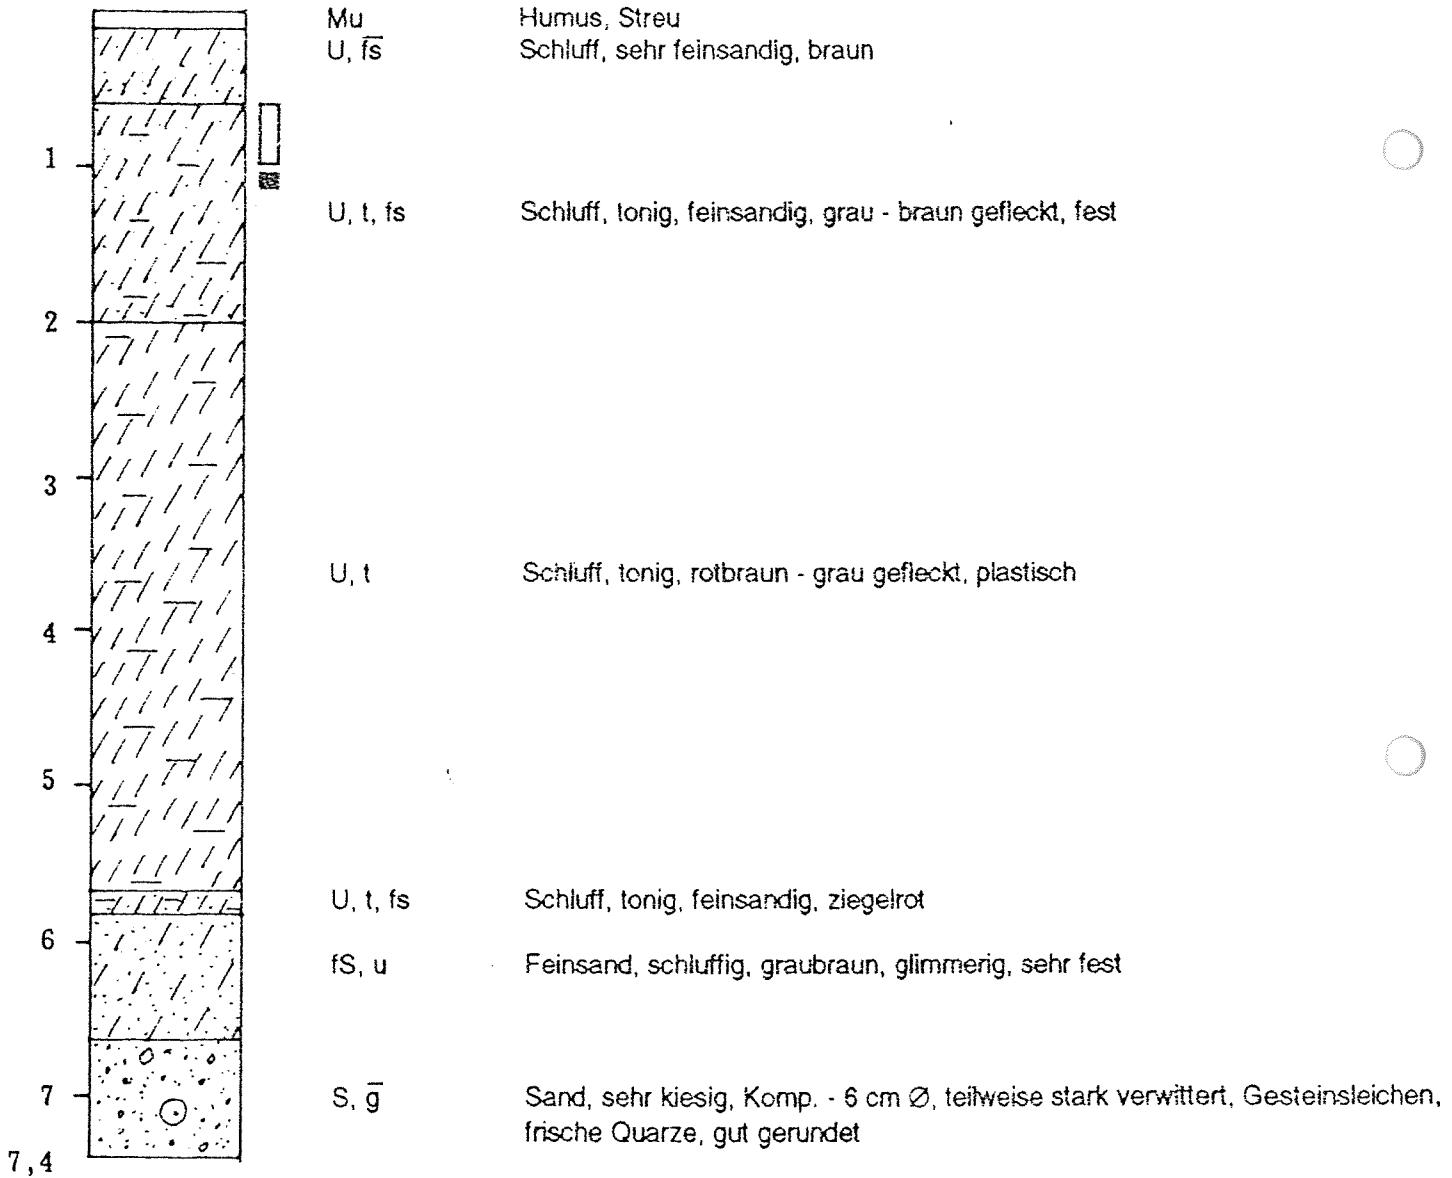 Mu Humus, Streu
U, f̅s̅ Schluff, sehr feinsandig, braun
1
U, t, fs Schluff, tonig, feinsandig, grau - braun gefleckt, fest
2
3
U, t Schluff, tonig, rotbraun - grau gefleckt, plastisch
4
5
U, t, fs Schluff, tonig, feinsandig, ziegelrot
6
fS, u Feinsand, schluffig, graubraun, glimmerig, sehr fest
7 S, g̅ Sand, sehr kiesig, Komp. - 6 cm Ø, teilweise stark verwittert, Gesteinsleichen,
frische Quarze, gut gerundet
7,4